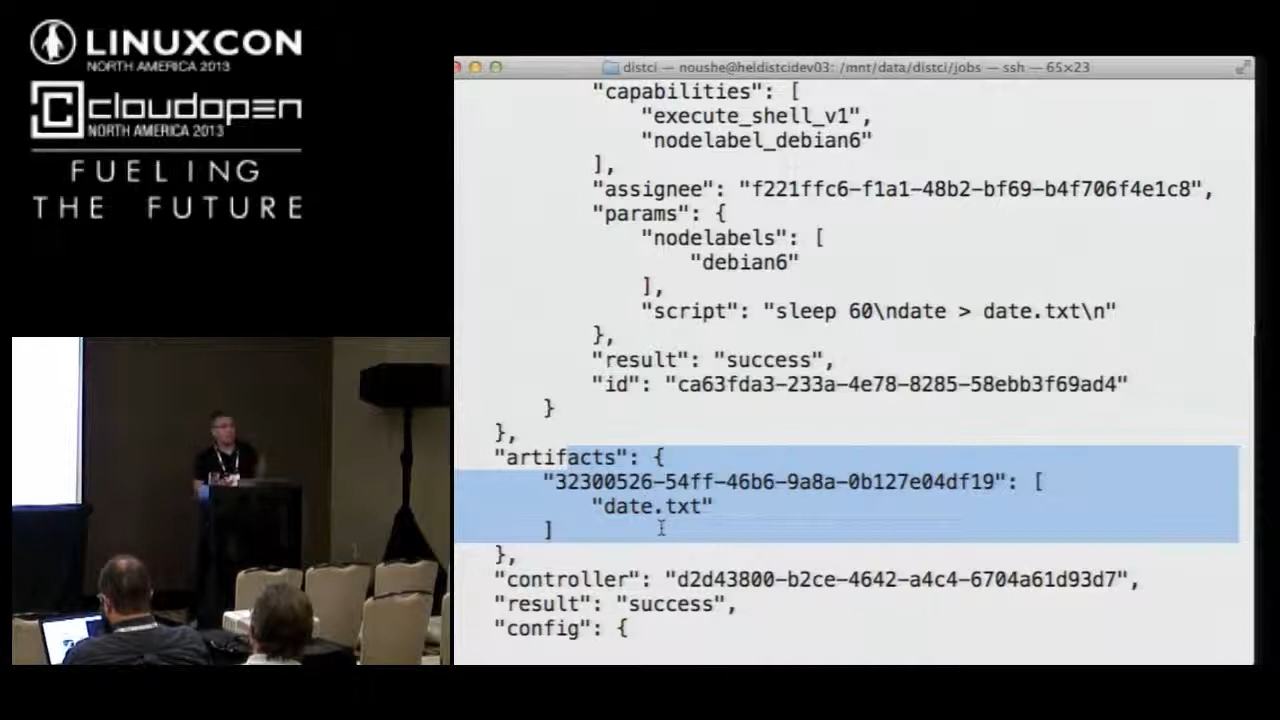 LINUXCON
NORTH AMERICA 2013
cloudopen
NORTH AMERICA 2013
FUELING
THE FUTURE
distci — noushe@heldistcidev03: /mnt/data/distci/jobs — ssh — 65×23
"capabilities": [
"execute_shell_v1",
"nodelabel_debian6"
],
"assignee": "f221ffc6-f1a1-48b2-bf69-b4f706f4e1c8",
"params": {
"nodelabels": [
"debian6"
],
"script": "sleep 60\ndate > date.txt\n"
},
"result": "success",
"id": "ca63fda3-233a-4e78-8285-58ebb3f69ad4"
}
},
"artifacts": {
"32300526-54ff-46b6-9a8a-0b127e04df19": [
"date.txt"
]
},
"controller": "d2d43800-b2ce-4642-a4c4-6704a61d93d7",
"result": "success",
"config": {